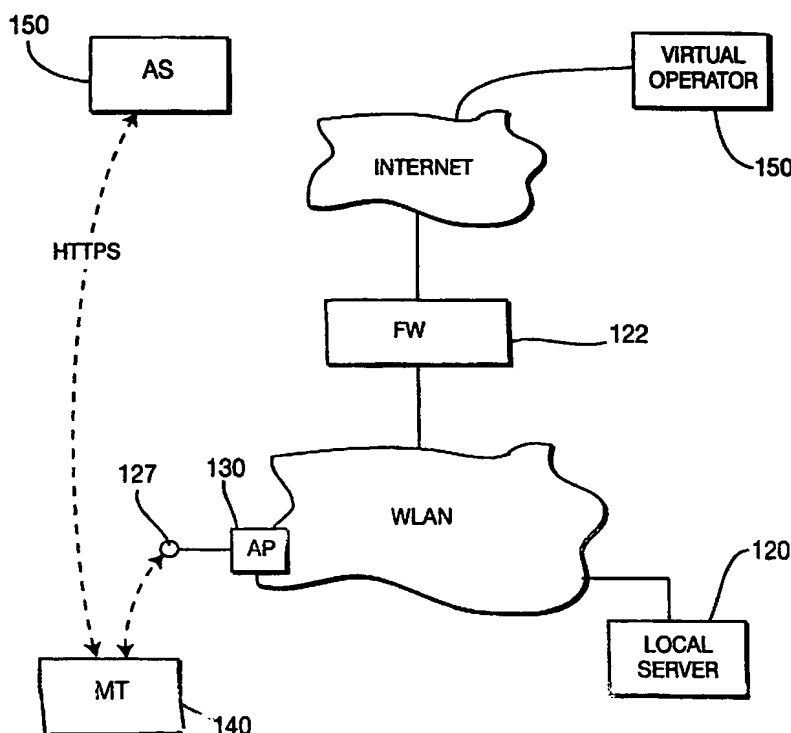 150
AS
VIRTUAL
OPERATOR
150
INTERNET
HTTPS
FW
122
127
130
AP
WLAN
120
LOCAL
SERVER
MT
140